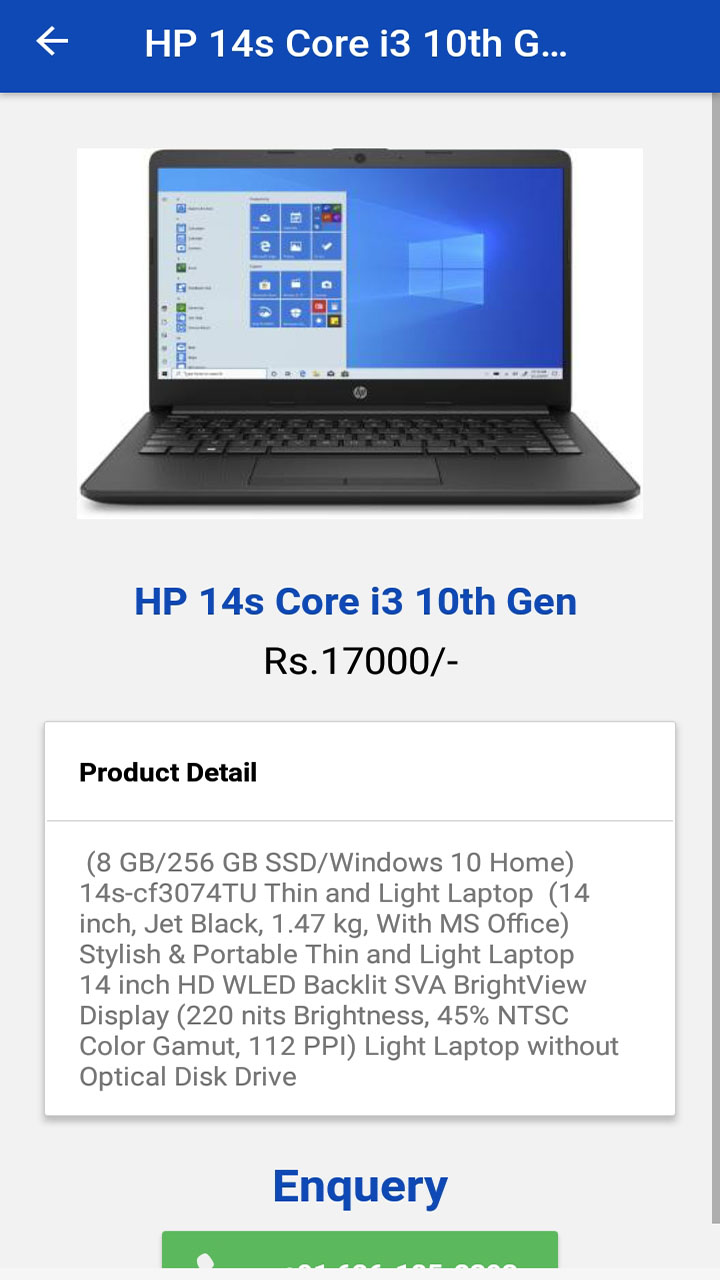 HP 14s Core i3 10th G...
hp
HP 14s Core i3 10th Gen
Rs.17000/-
Product Detail
(8 GB/256 GB SSD/Windows 10 Home)
14s-cf3074TU Thin and Light Laptop (14
inch, Jet Black, 1.47 kg, With MS Office)
Stylish & Portable Thin and Light Laptop
14 inch HD WLED Backlit SVA BrightView
Display (220 nits Brightness, 45% NTSC
Color Gamut, 112 PPI) Light Laptop without
Optical Disk Drive
Enquery